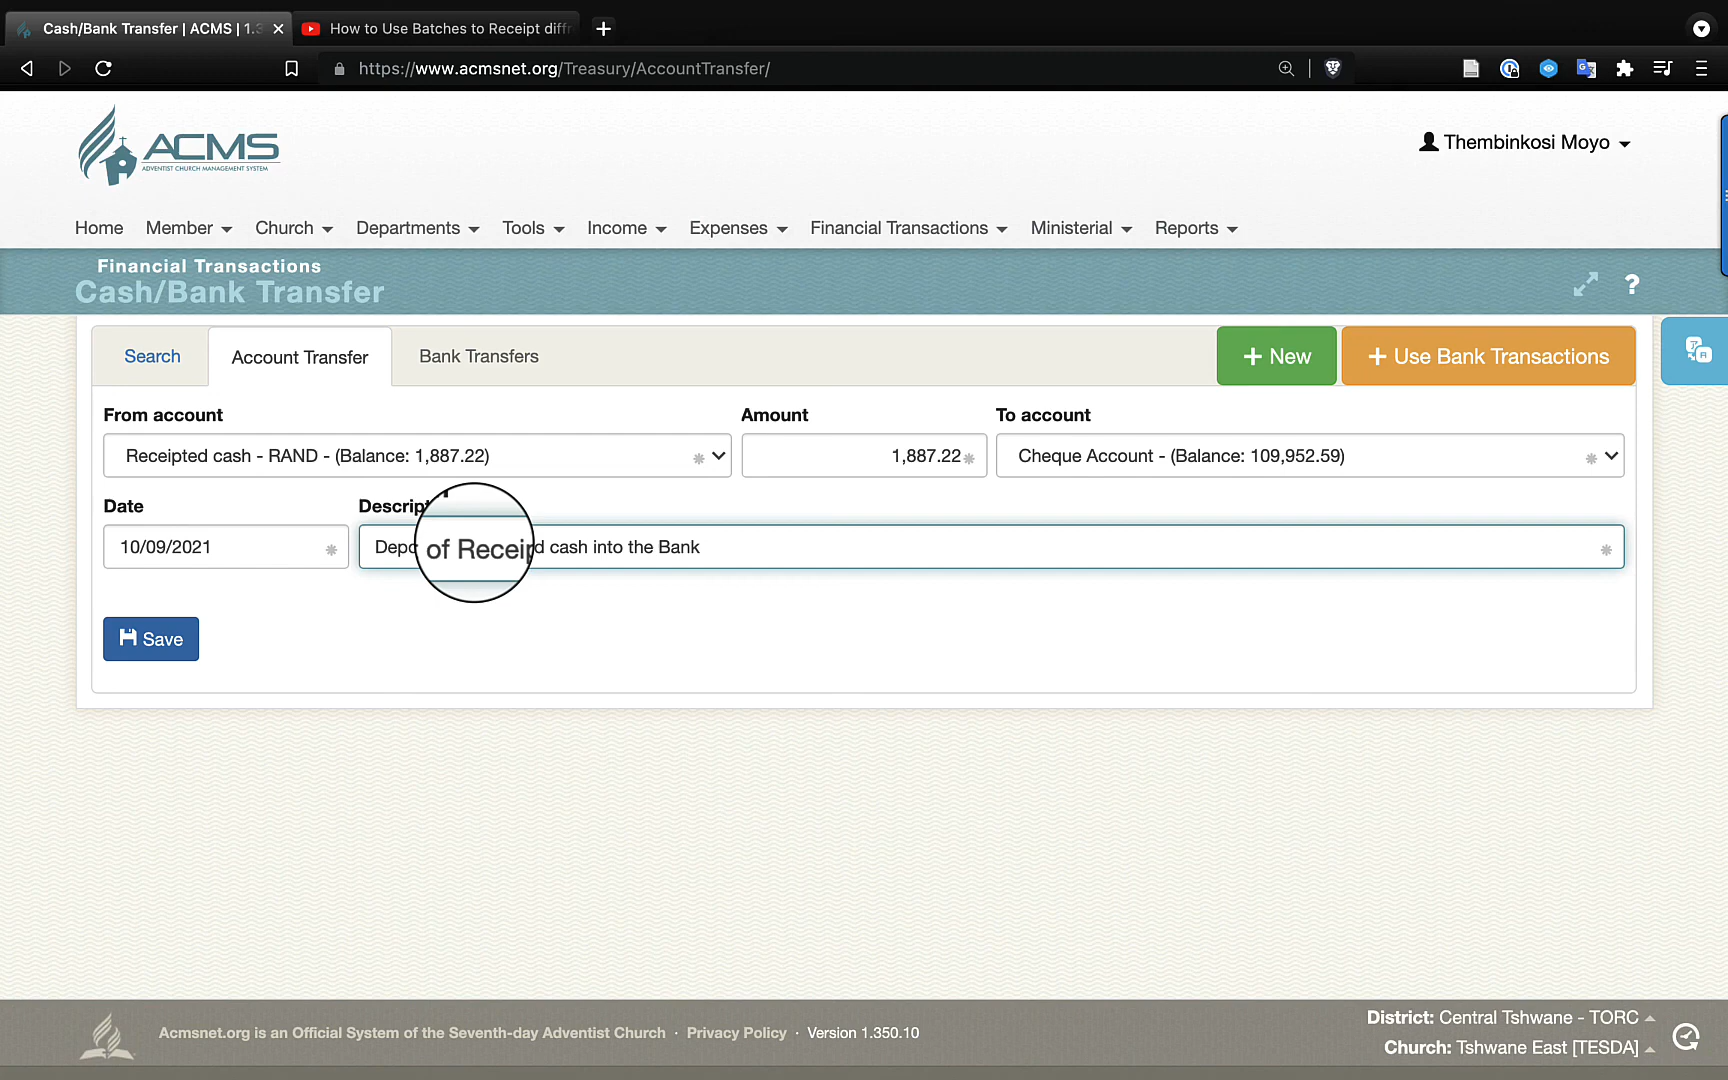 Cash/Bank Transfer | ACMS | 1.3
How to Use Batches to Receipt diff
https://www.acmsnet.org/Treasury/AccountTransfer/
ACMS
ADVENTIST CHURCH MANAGEMENT SYSTEM
Thembinkosi Moyo
Home Member Church Departments Tools Income Expenses Financial Transactions Ministerial Reports
Financial Transactions
Cash/Bank Transfer
?
Search Account Transfer Bank Transfers + New + Use Bank Transactions
From account Amount To account
Receipted cash - RAND - (Balance: 1,887.22) 1,887.22 Cheque Account - (Balance: 109,952.59)
Date Descrip
10/09/2021 Depo of Receip d cash into the Bank
Save
Acmsnet.org is an Official System of the Seventh-day Adventist Church · Privacy Policy · Version 1.350.10
District: Central Tshwane - TORC
Church: Tshwane East [TESDA]